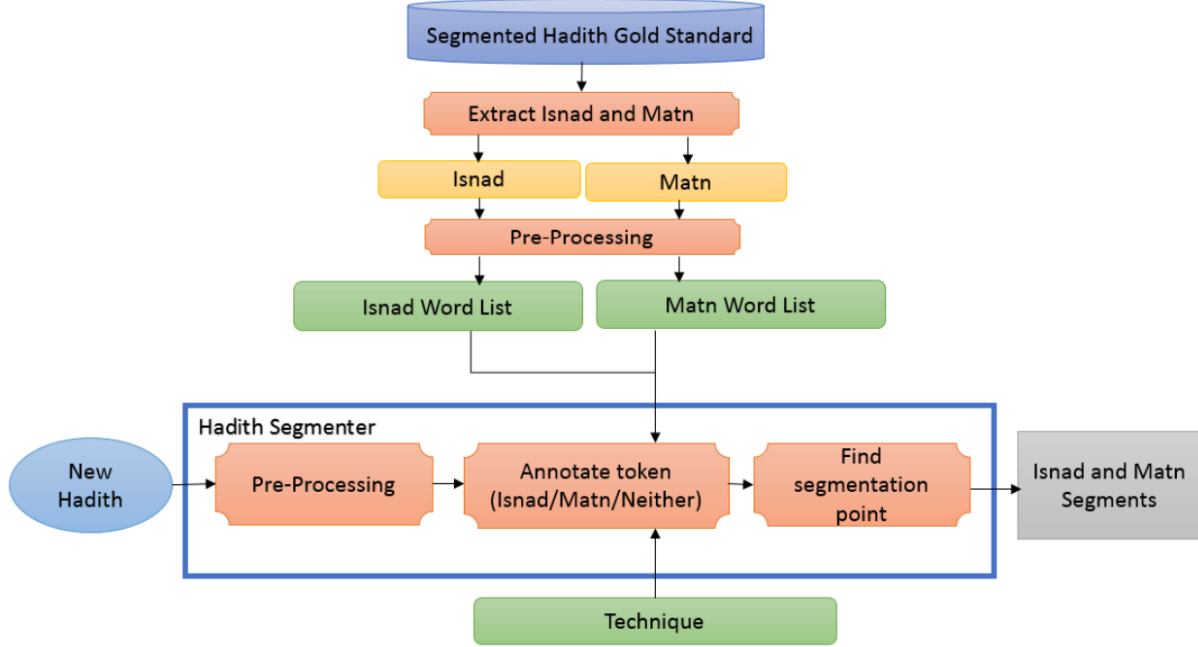 Segmented Hadith Gold Standard
Extract Isnad and Matn
Isnad
Matn
Pre-Processing
Isnad Word List
Matn Word List
Hadith Segmenter
New
Hadith
Pre-Processing
Annotate token
(Isnad/Matn/Neither)
Find
segmentation
point
Isnad and Matn
Segments
Technique